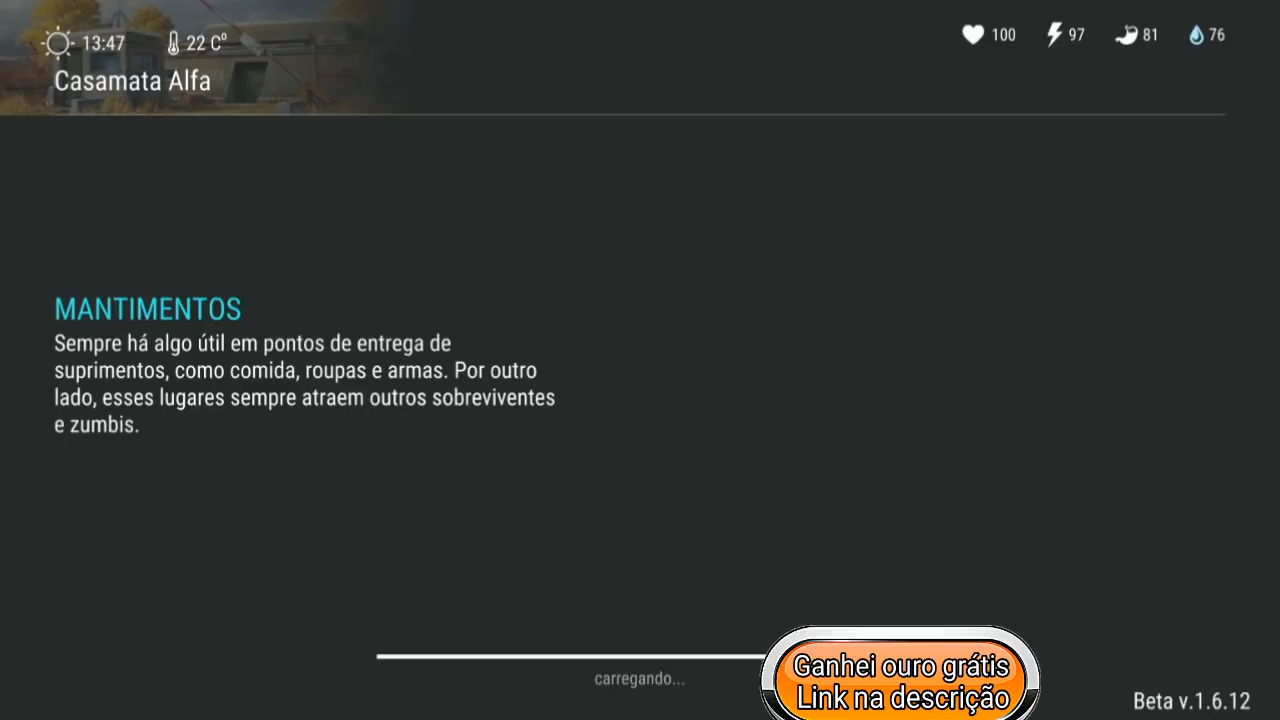 13:47
22 Cº
100
97
81
76
Casamata Alfa
MANTIMENTOS
Sempre há algo útil em pontos de entrega de
suprimentos, como comida, roupas e armas. Por outro
lado, esses lugares sempre atraem outros sobreviventes
e zumbis.
carregando...
Ganhei ouro grátis
Link na descrição
Beta v.1.6.12